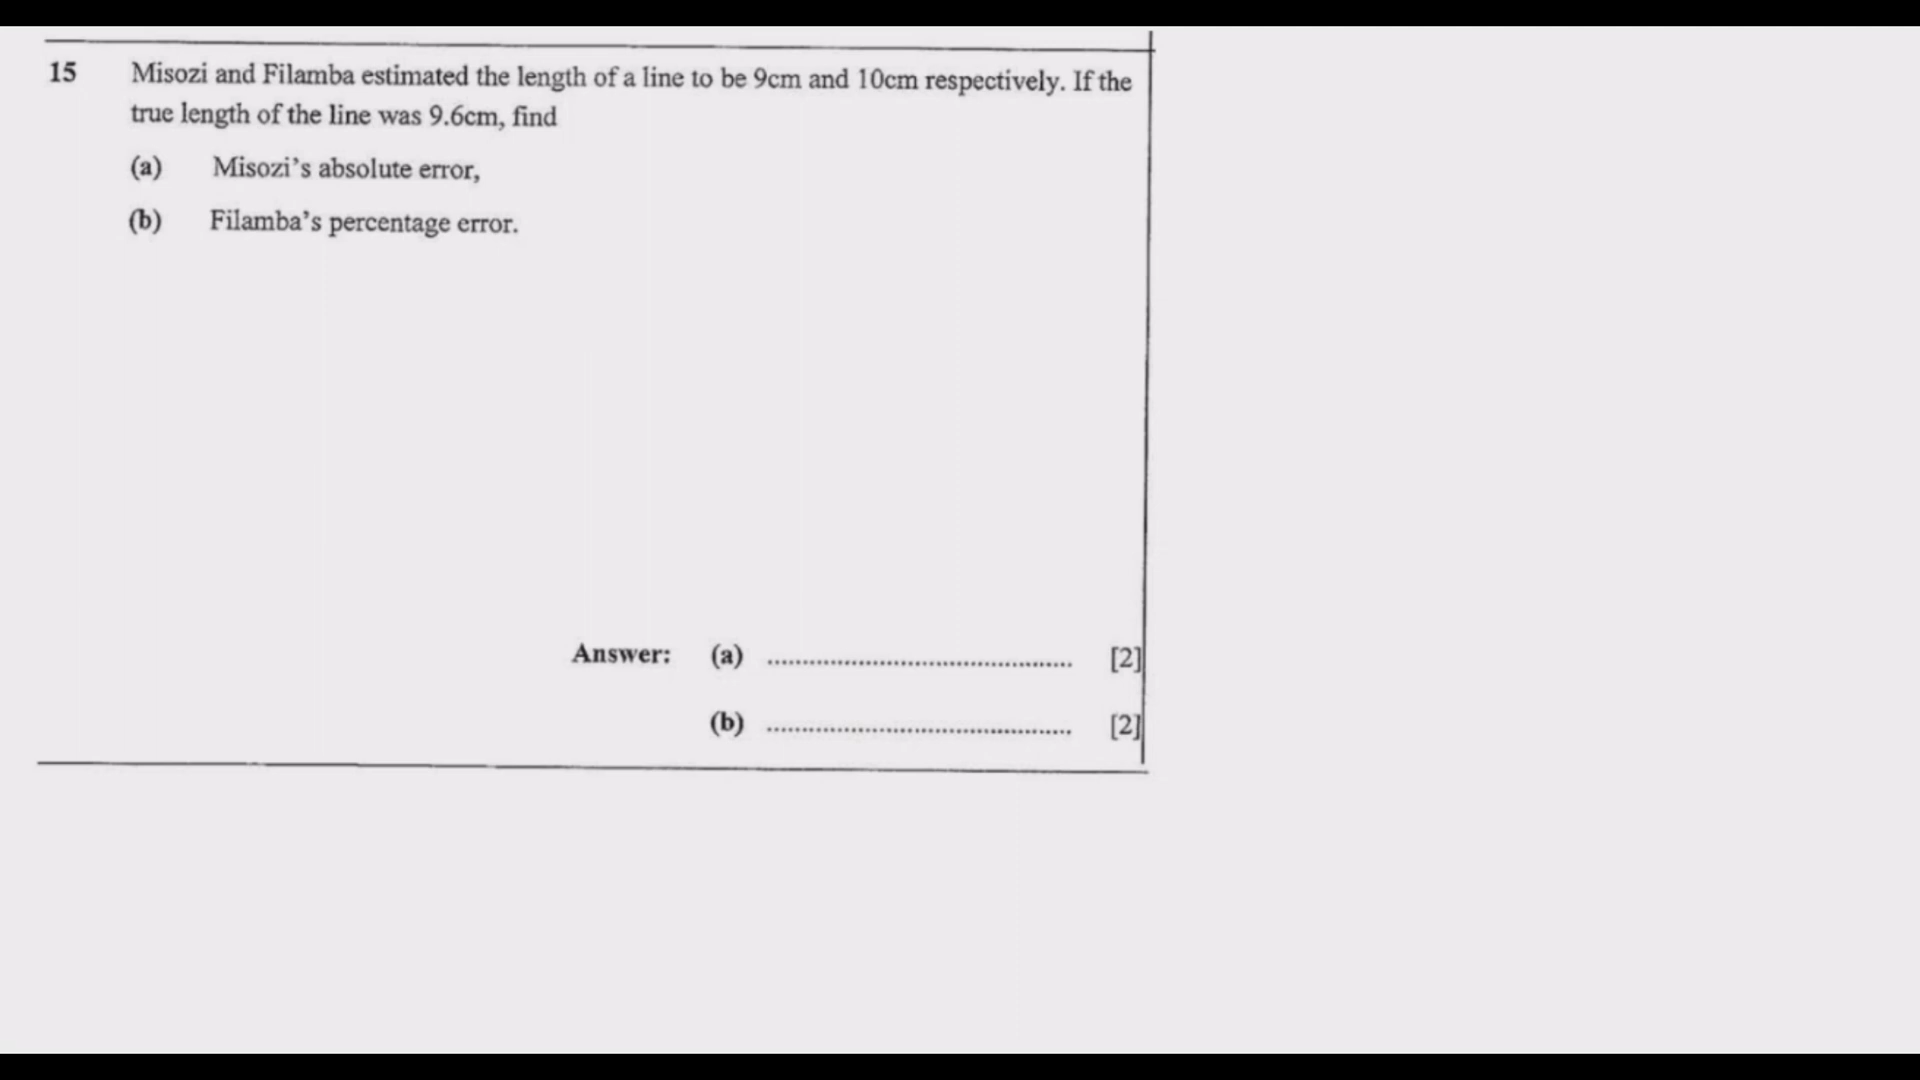 15 Misozi and Filamba estimated the length of a line to be 9cm and 10cm respectively. If the
true length of the line was 9.6cm, find
(a) Misozi's absolute error,
(b) Filamba's percentage error.
Answer: (a) ............................................ [2]
(b) ............................................ [2]